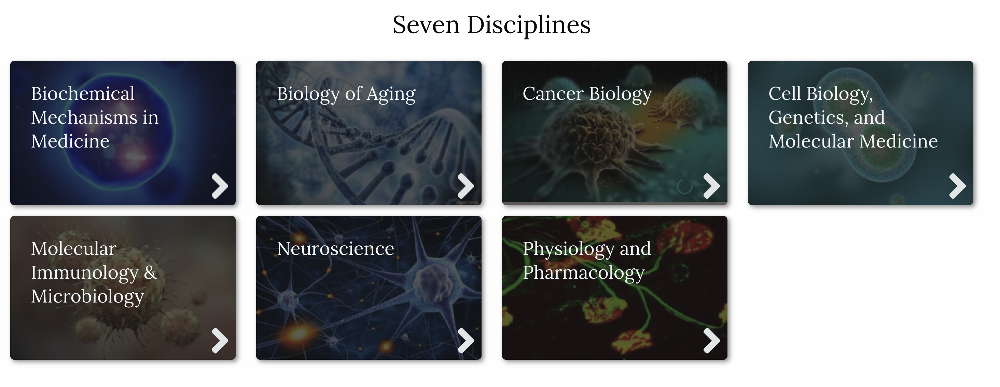 Seven Disciplines
Biochemical
Mechanisms in
Medicine
Biology of Aging
Cancer Biology
Cell Biology,
Genetics, and
Molecular Medicine
Molecular
Immunology &
Microbiology
Neuroscience
Physiology and
Pharmacology